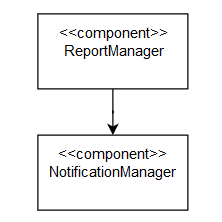 <<component>>
ReportManager
<<component>>
NotificationManager